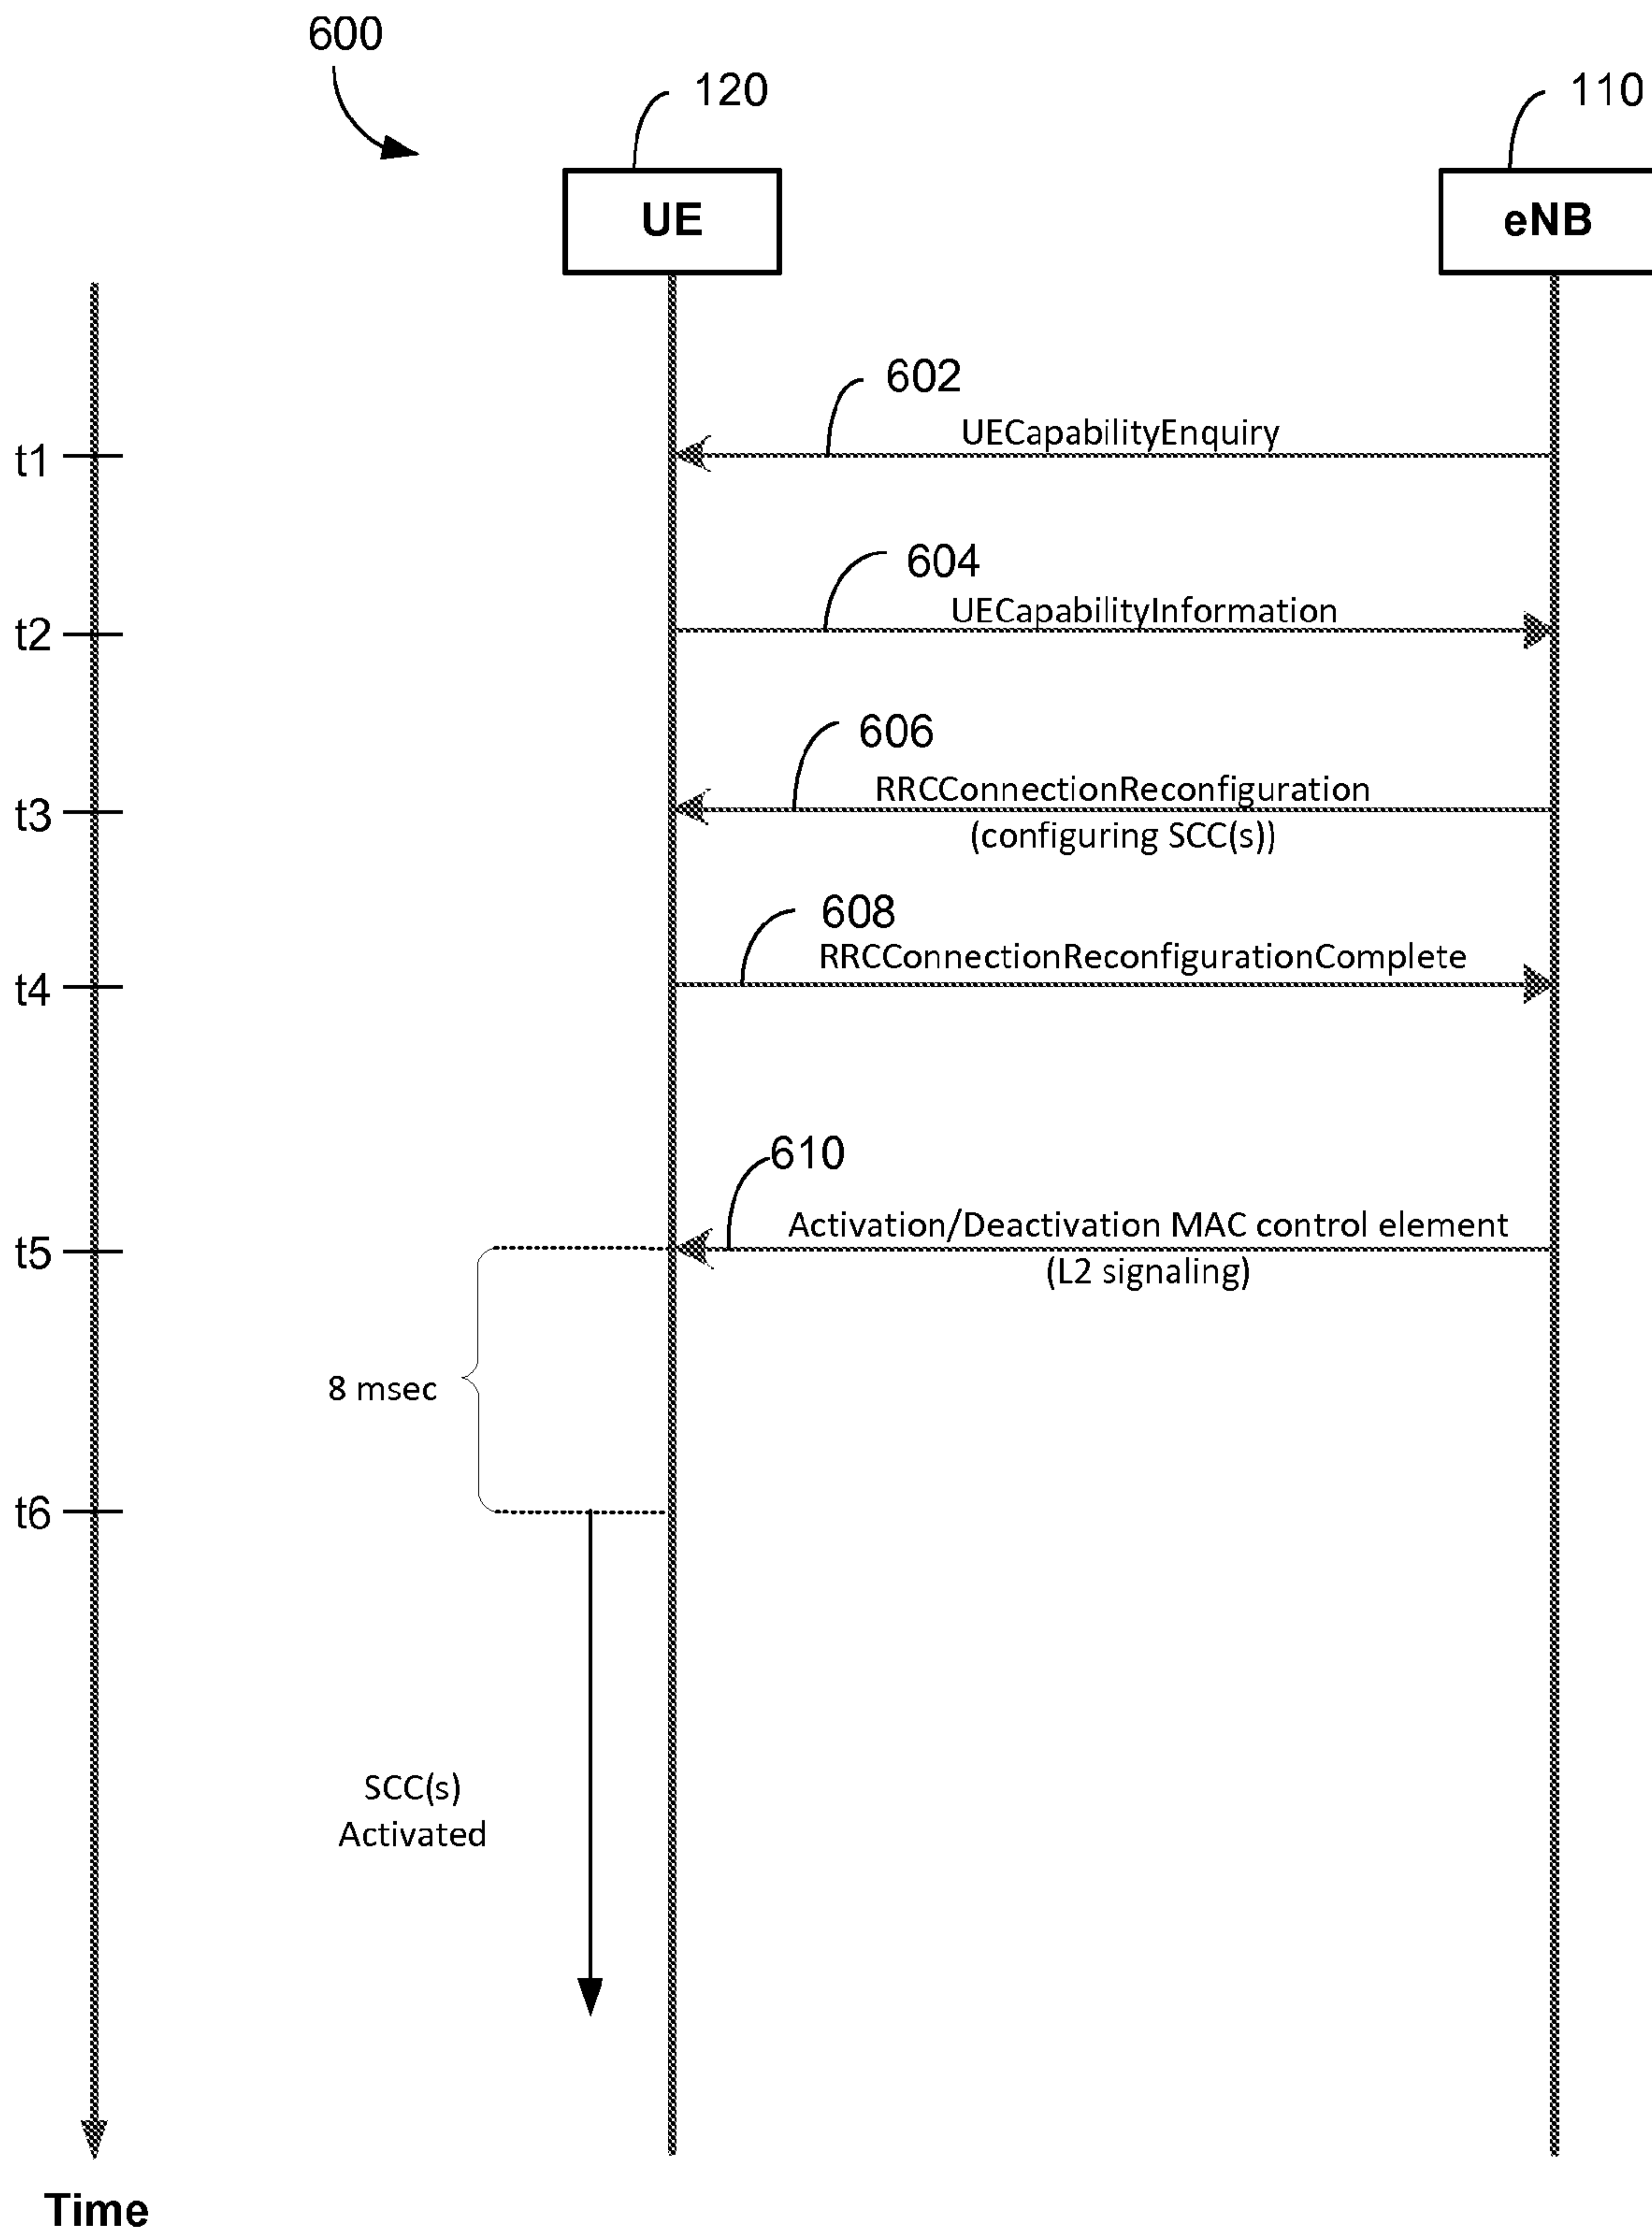 600
120
110
UE
eNB
602
UECapabilityEnquiry
t1
604
UECapabilityInformation
t2
606
RRCConnectionReconfiguration
t3
(configuring SCC(s))
608
RRCConnectionReconfigurationComplete
t4
610
Activation/Deactivation MAC control element
t5
(L2 signaling)
8 msec
t6
SCC(s)
Activated
Time